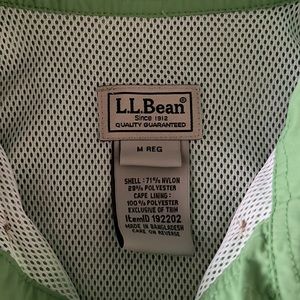 L.L.Bean®
Since 1912
QUALITY GUARANTEED
M REG
SHELL : 71% NYLON
29% POLYESTER
CAPE LINING :
100% POLYESTER
EXCLUSIVE OF TRIM
ItemID 192202
MADE IN BANGLADESH
CARE ON REVERSE